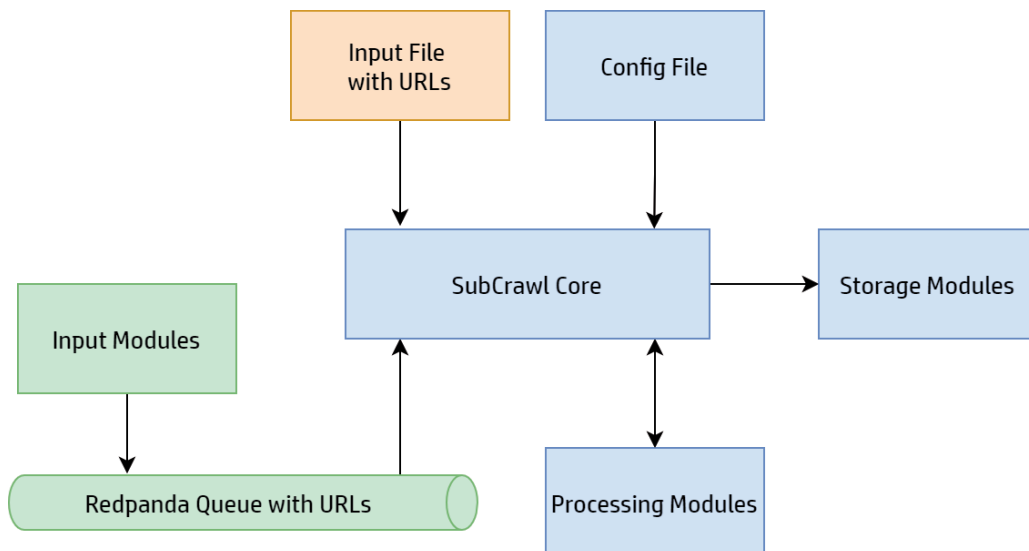 Input File
with URLs
Config File
SubCrawl Core
Storage Modules
Input Modules
Redpanda Queue with URLs
Processing Modules